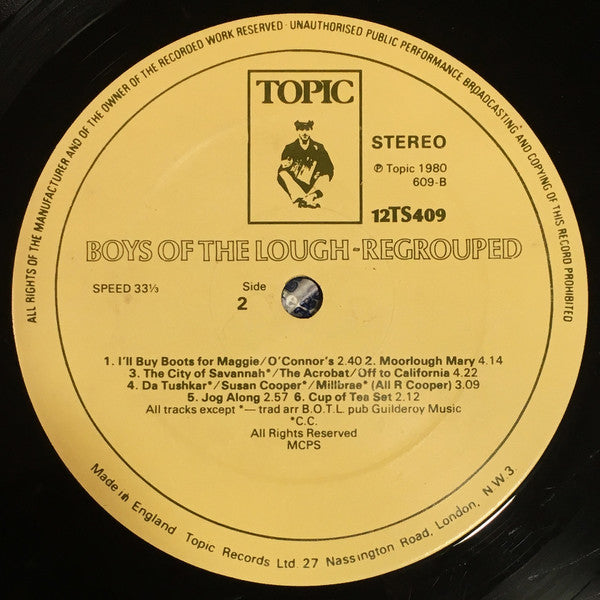 ALL RIGHTS OF THE MANUFACTURER AND OF THE OWNER OF THE RECORDED WORK RESERVED · UNAUTHORISED PUBLIC PERFORMANCE BROADCASTING AND COPYING OF THIS RECORD PROHIBITED
TOPIC
STEREO
℗ Topic 1980
609-B
12TS409
BOYS OF THE LOUGH-REGROUPED
SPEED 33⅓
Side
2
1. I'll Buy Boots for Maggie/O'Connor's 2.40 2. Moorlough Mary 4.14
3. The City of Savannah*/The Acrobat/Off to California 4.22
4. Da Tushkar*/Susan Cooper*/Millbrae* (All R Cooper) 3.09
5. Jog Along 2.57 6. Cup of Tea Set 2.12
All tracks except *— trad arr B.O.T.L. pub Guilderoy Music
*C.C.
All Rights Reserved
MCPS
Made in England Topic Records Ltd. 27 Nassington Road, London, N.W.3.